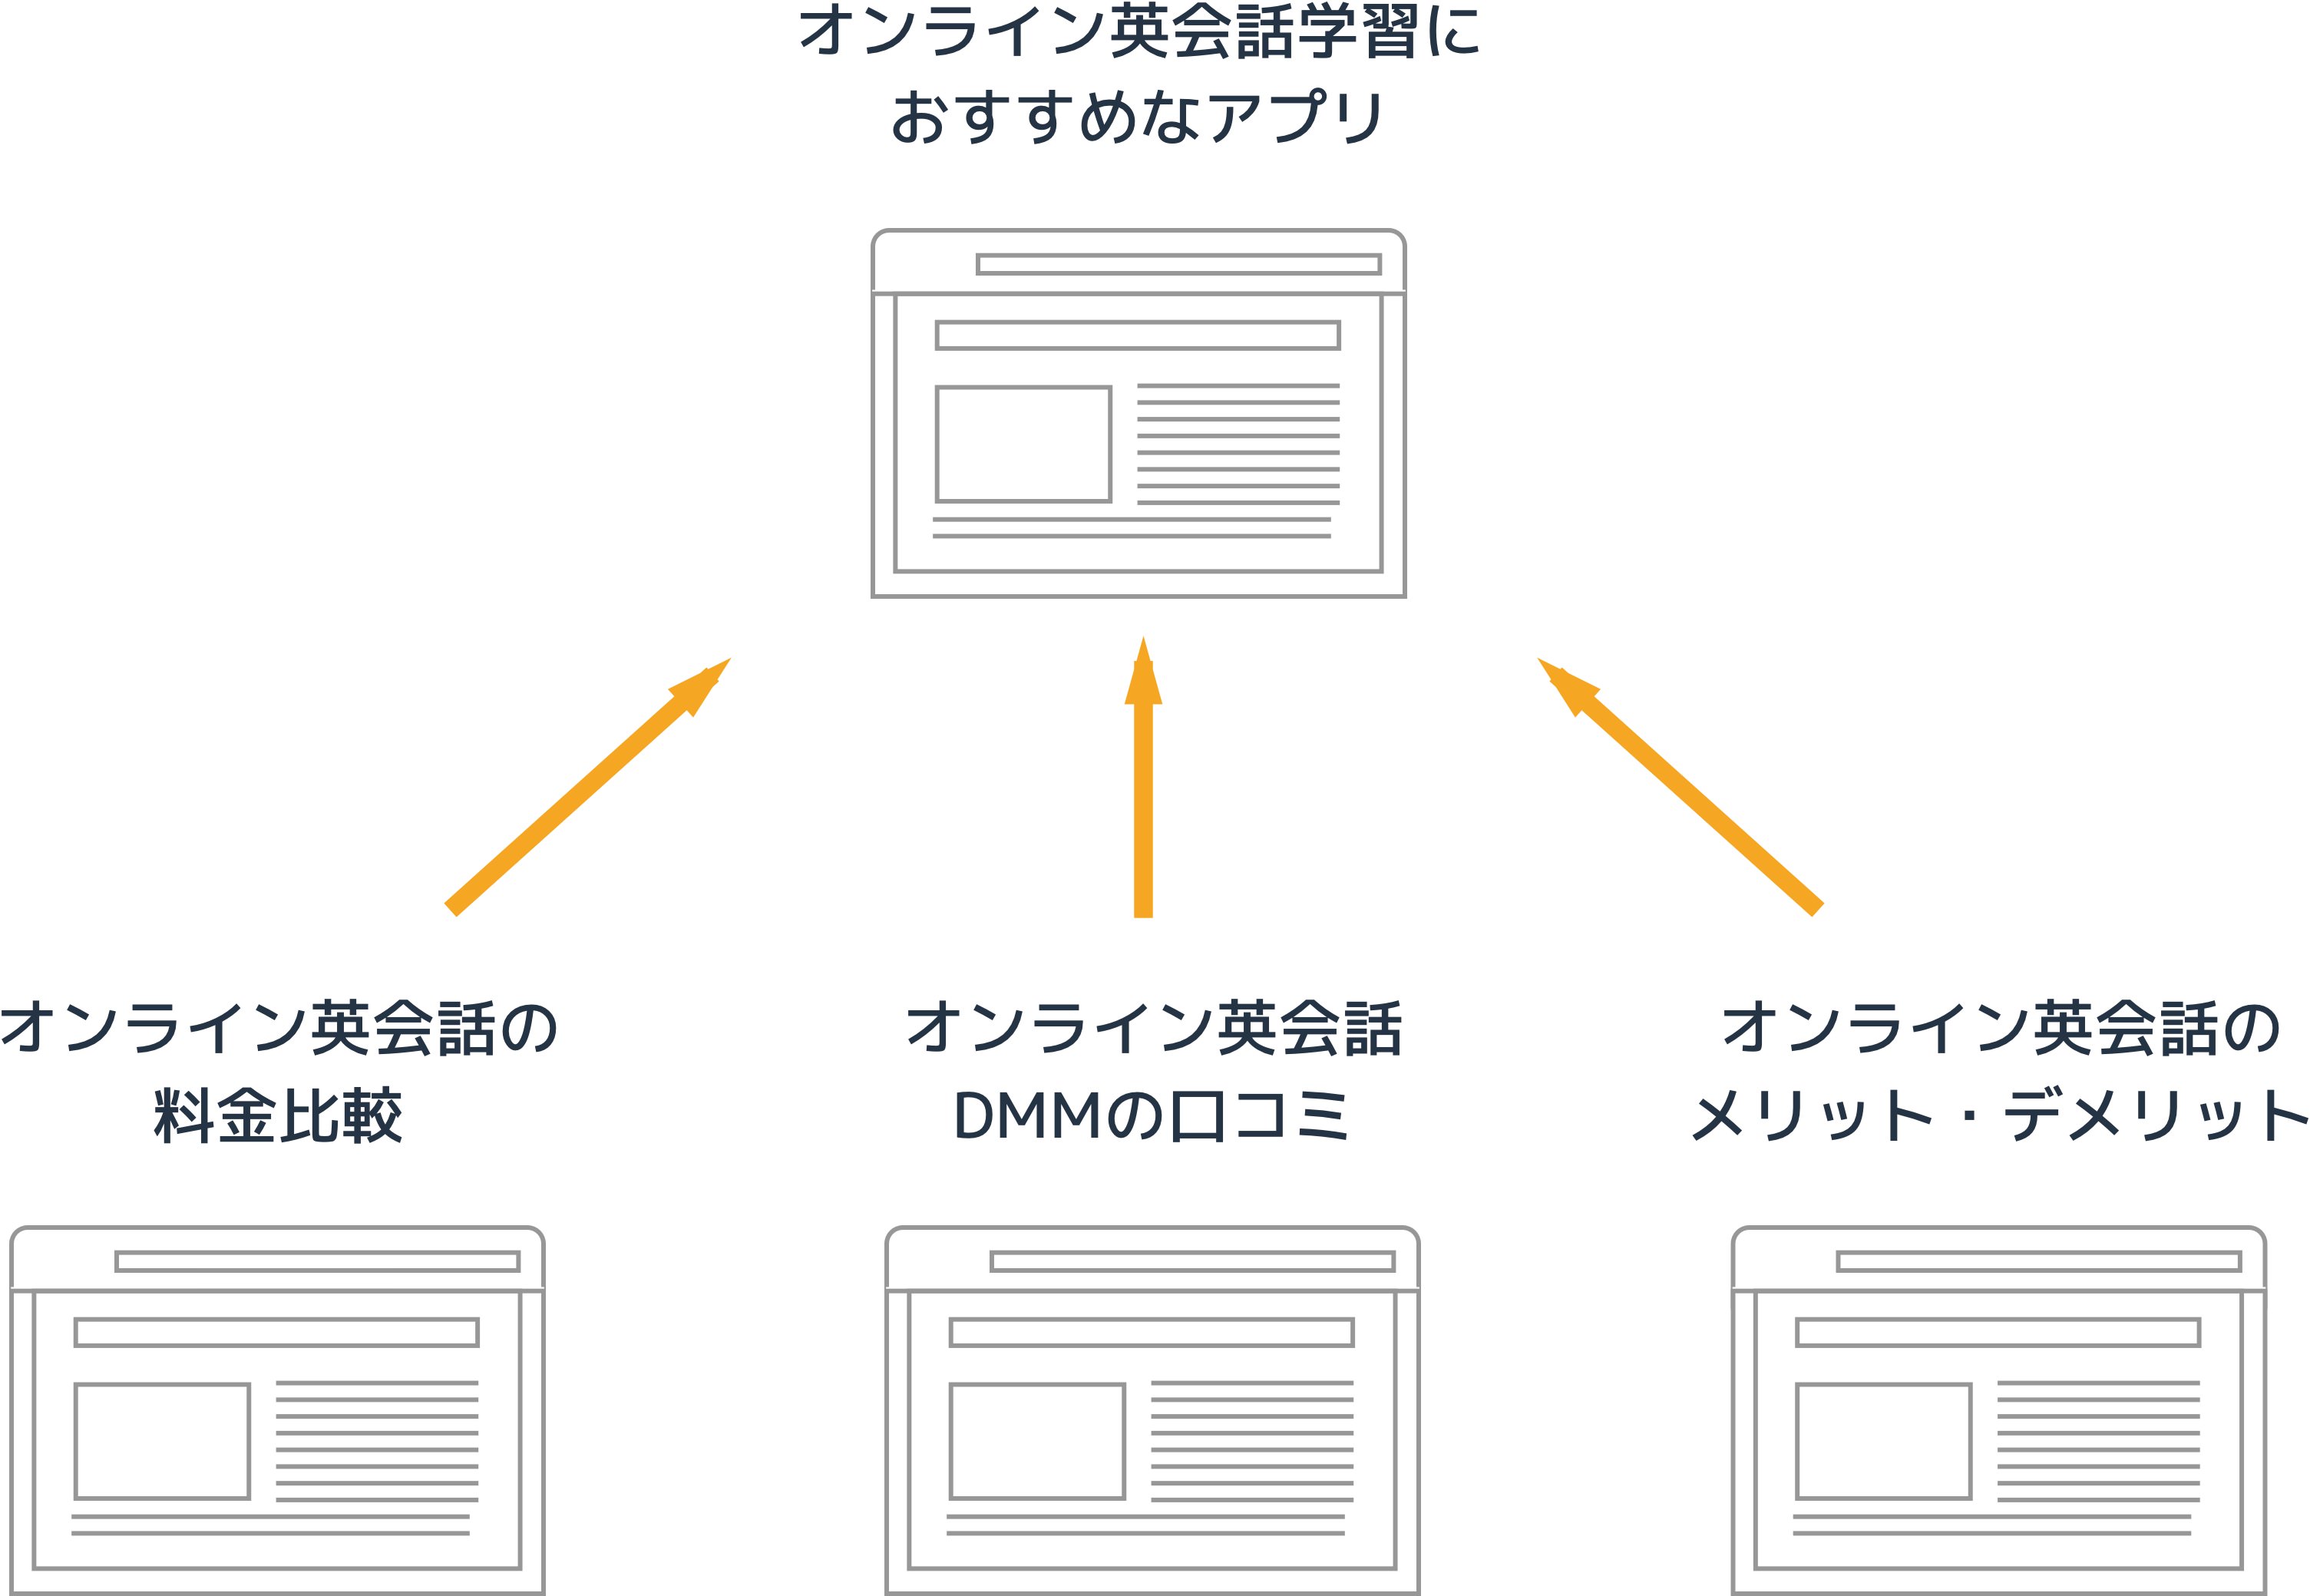 オンライン英会話学習に
おすすめなアプリ
オンライン英会話の
料金比較
オンライン英会話
DMMの口コミ
オンライン英会話の
メリット・デメリット